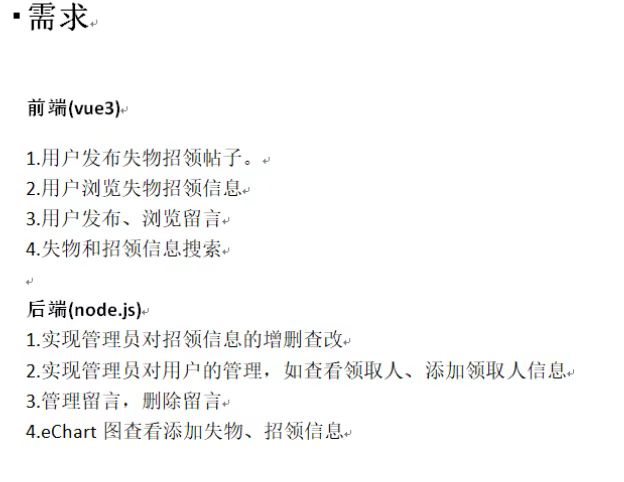 ▪需求
前端(vue3)
1.用户发布失物招领帖子。
2.用户浏览失物招领信息
3.用户发布、浏览留言
4.失物和招领信息搜索
后端(node.js)
1.实现管理员对招领信息的增删查改
2.实现管理员对用户的管理，如查看领取人、添加领取人信息
3.管理留言，删除留言
4.eChart 图查看添加失物、招领信息